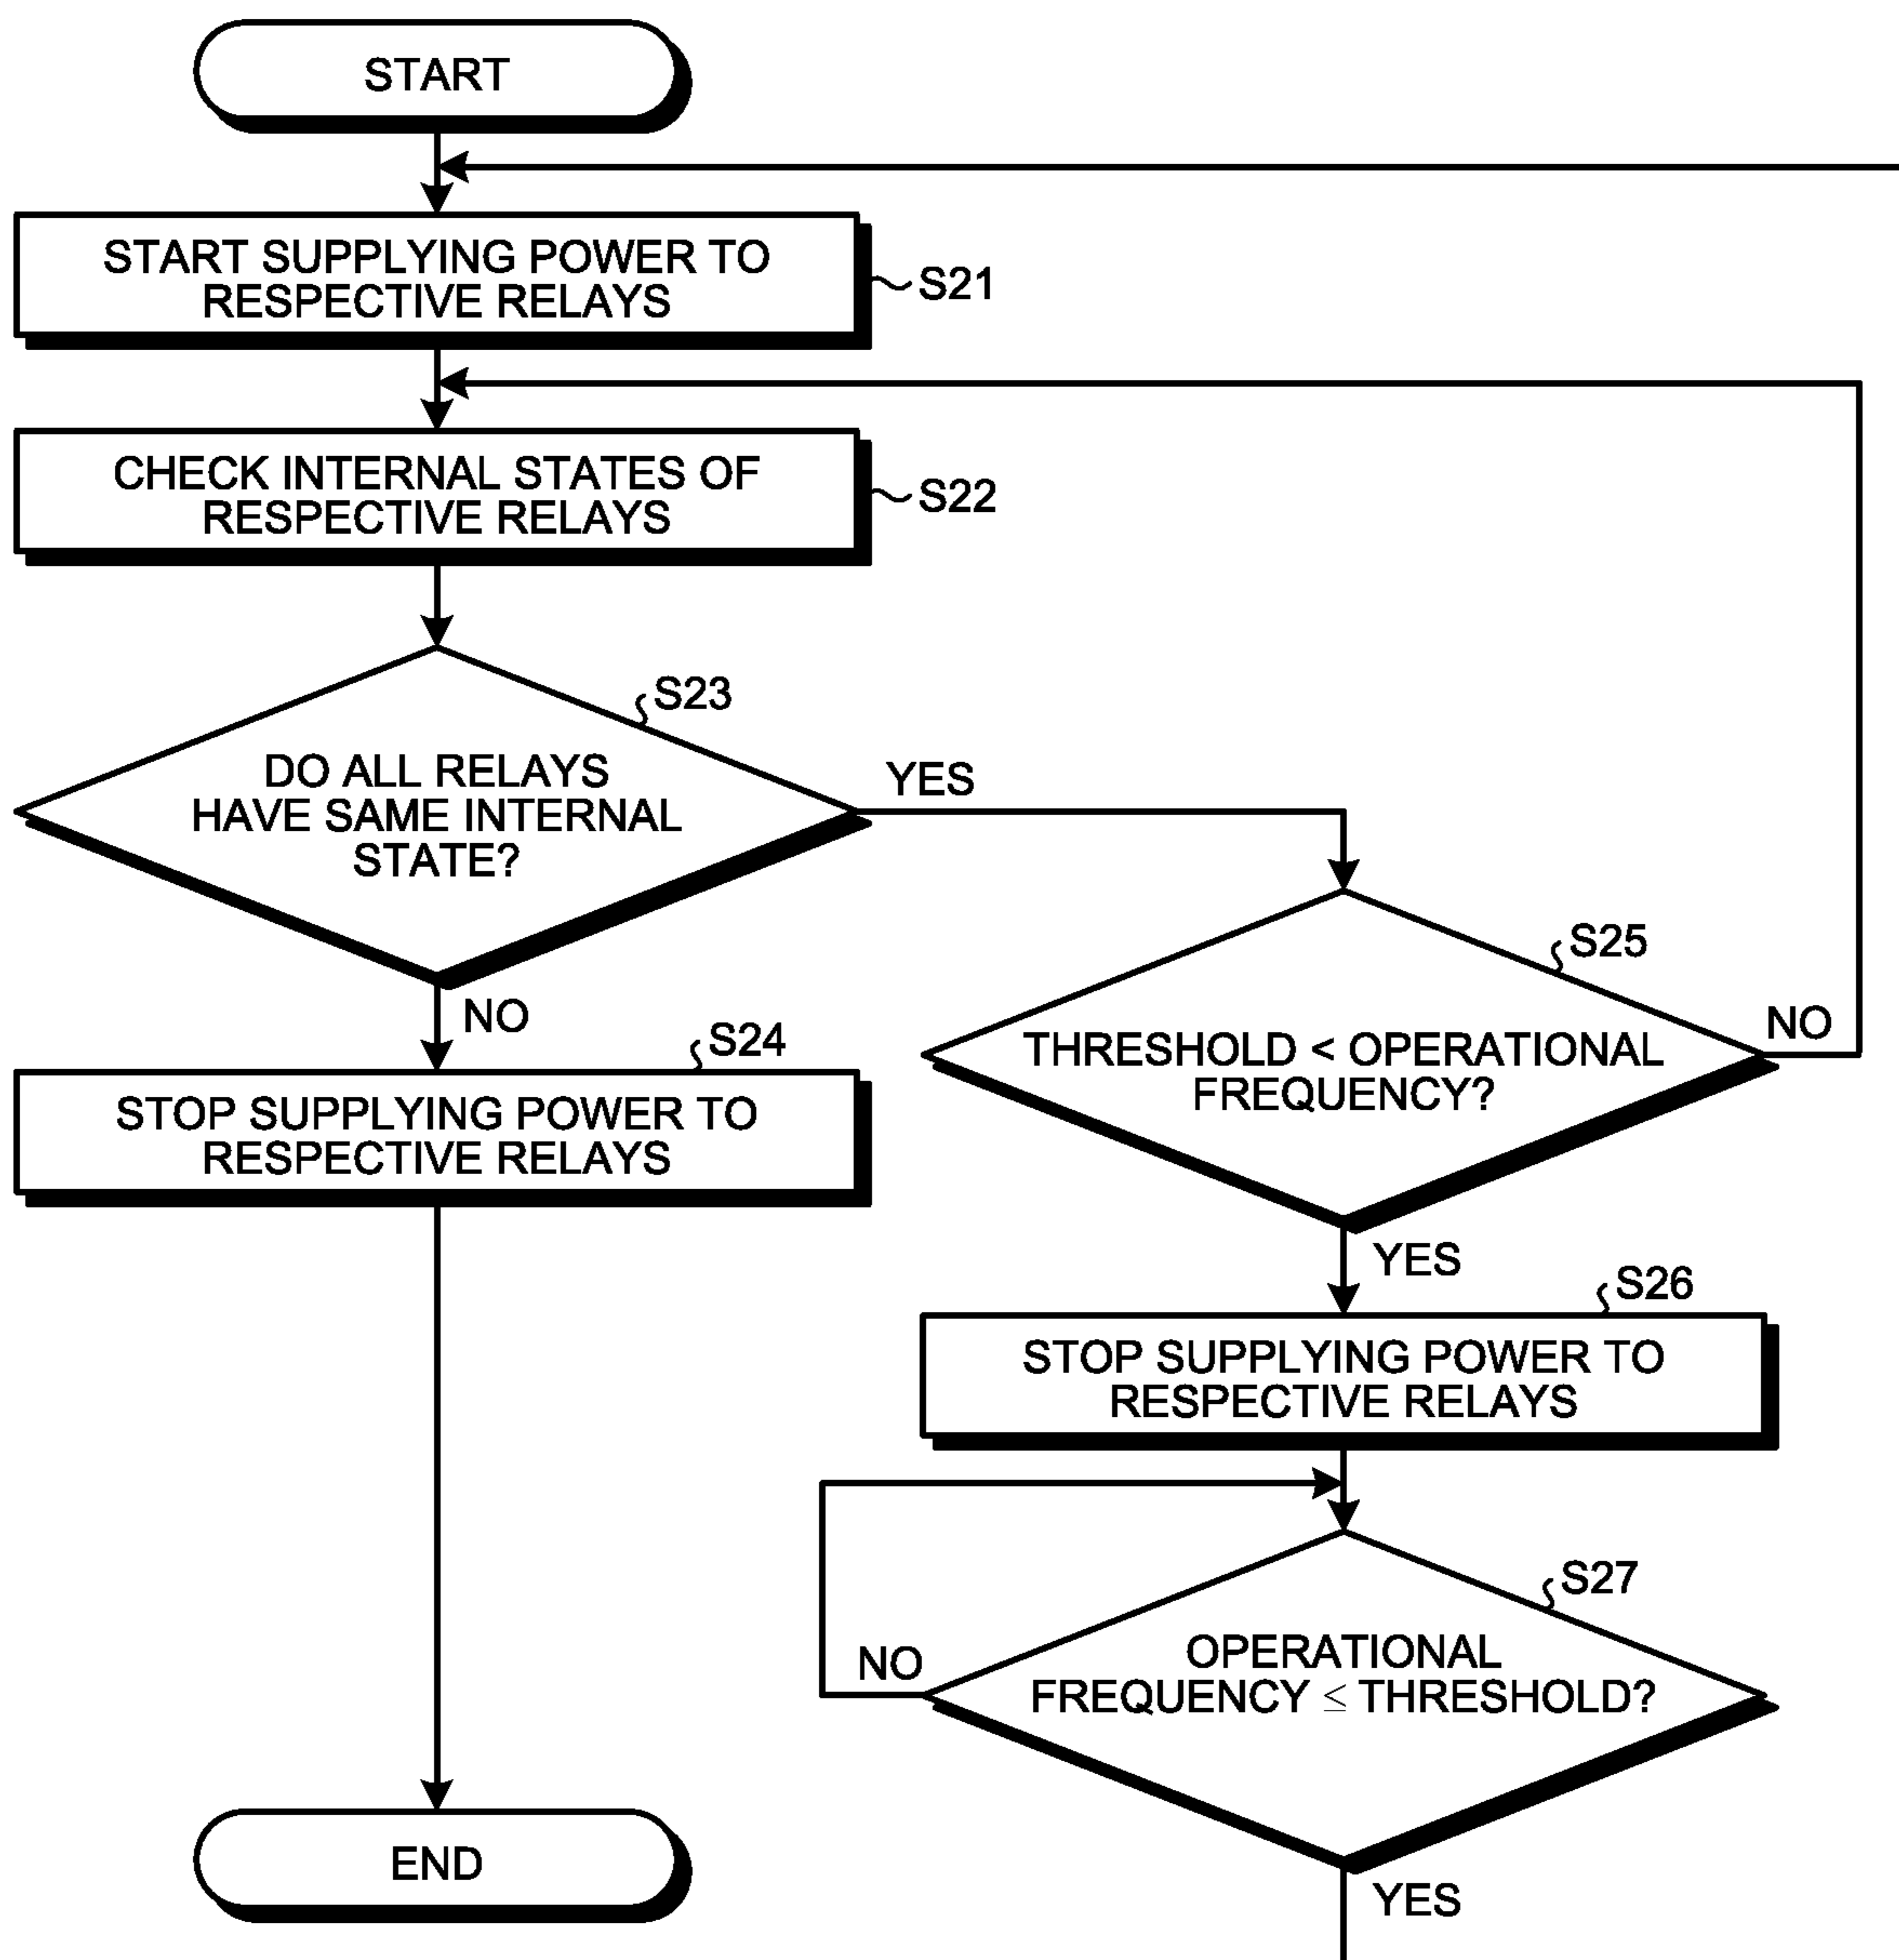 START
START SUPPLYING POWER TO
RESPECTIVE RELAYS
S21
CHECK INTERNAL STATES OF
RESPECTIVE RELAYS
S22
S23
DO ALL RELAYS
HAVE SAME INTERNAL
STATE?
YES
NO
S24
STOP SUPPLYING POWER TO
RESPECTIVE RELAYS
S25
THRESHOLD < OPERATIONAL
FREQUENCY?
NO
YES
S26
STOP SUPPLYING POWER TO
RESPECTIVE RELAYS
S27
OPERATIONAL
FREQUENCY ≤ THRESHOLD?
NO
YES
END